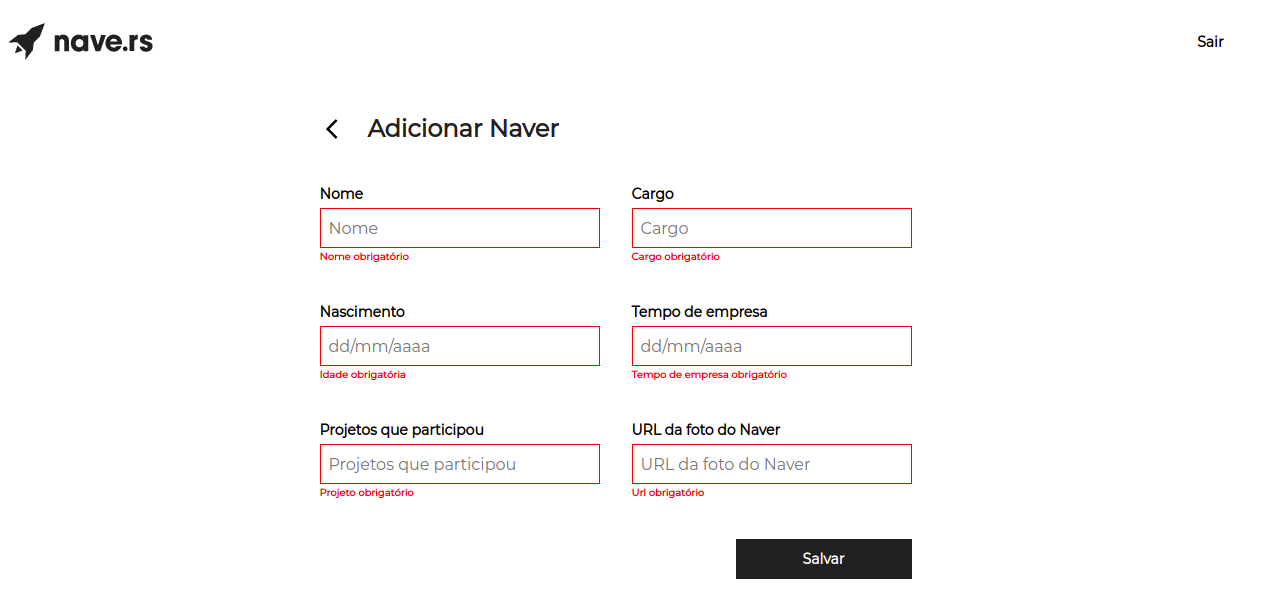 nave.rs
Sair
Adicionar Naver
Nome
Cargo
Nome
Cargo
Nome obrigatório
Cargo obrigatório
Nascimento
Tempo de empresa
dd/mm/aaaa
dd/mm/aaaa
Idade obrigatória
Tempo de empresa obrigatório
Projetos que participou
URL da foto do Naver
Projetos que participou
URL da foto do Naver
Projeto obrigatório
Url obrigatório
Salvar